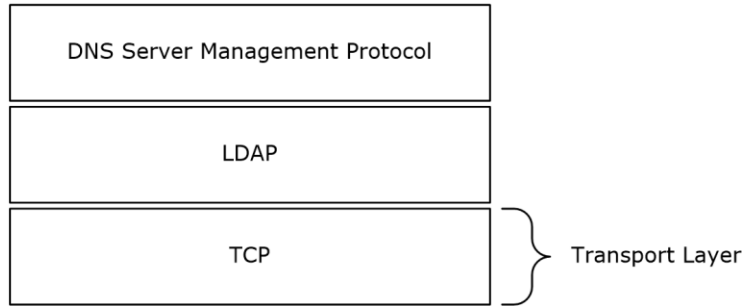 DNS Server Management Protocol
LDAP
TCP
Transport Layer